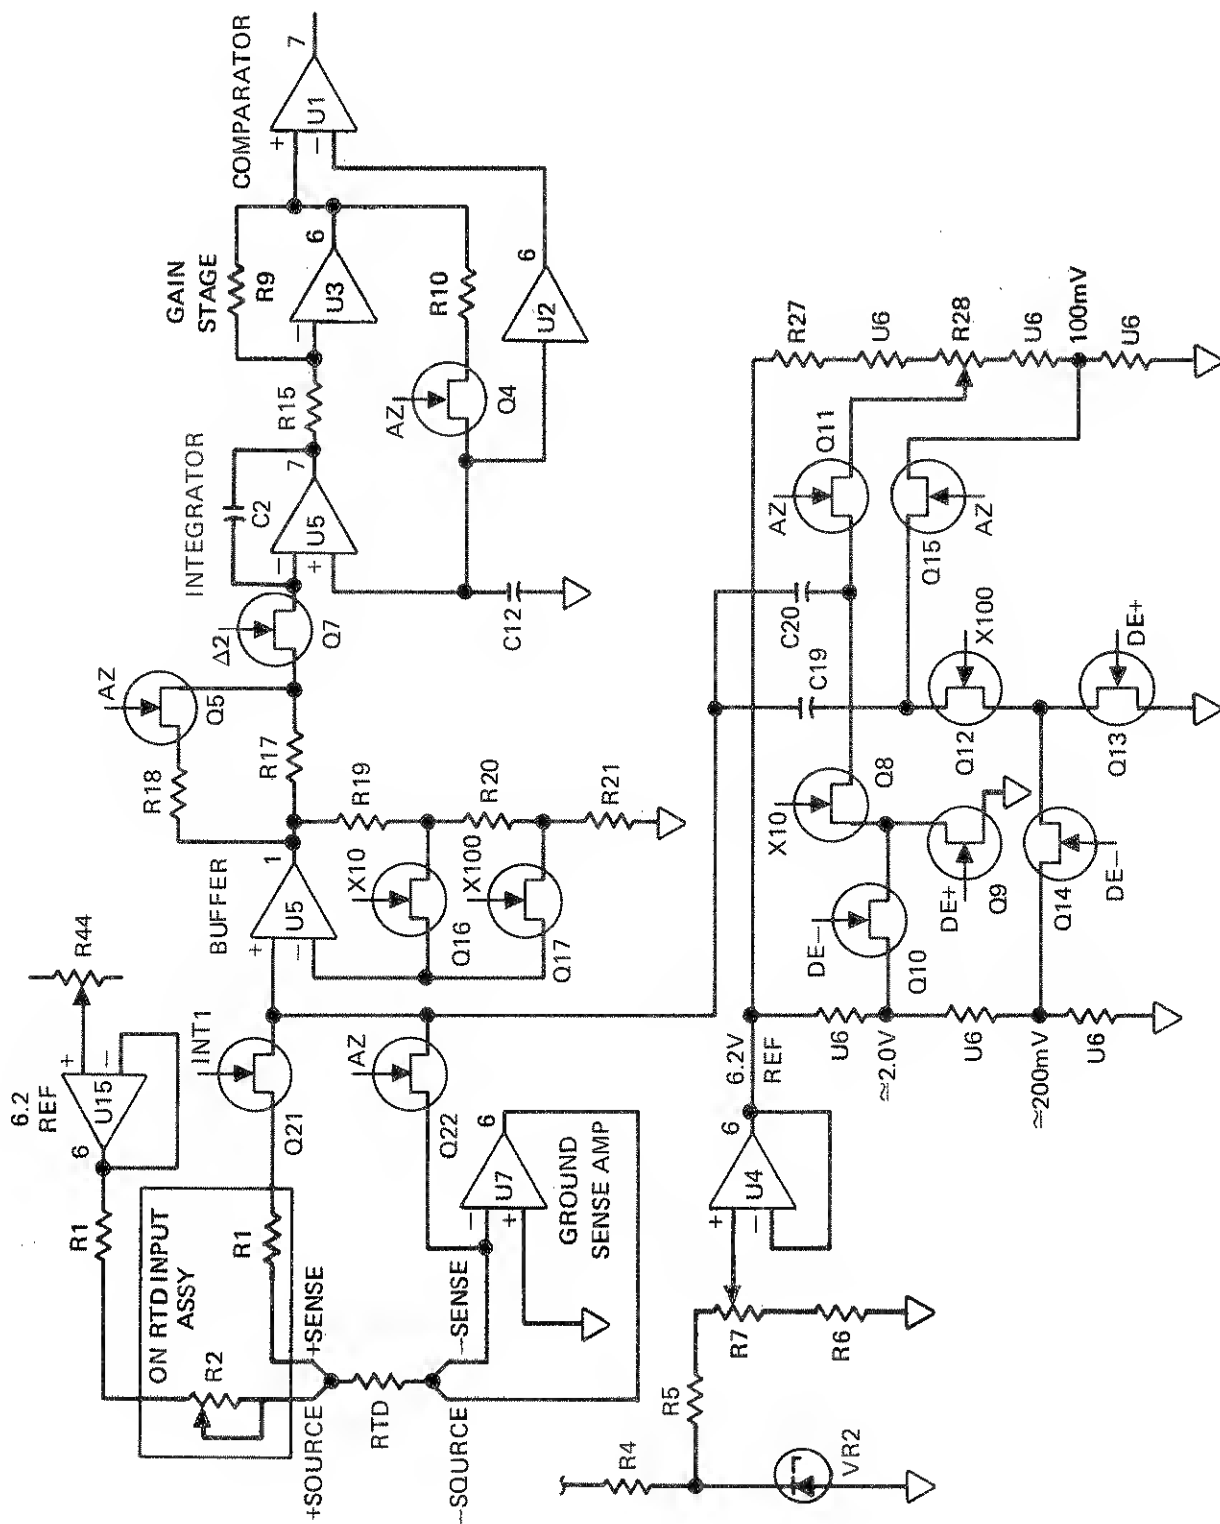 COMPARATOR
7
U1
+
−
GAIN
STAGE
R9
6
U3
−
R10
6
U2
AZ
Q4
R15
INTEGRATOR
7
C2
U5
−
+
C12
Δ2
Q7
AZ
Q5
R18
R17
R19
R20
R21
BUFFER
1
U5
+
−
X10
Q16
X100
Q17
R44
+
−
U15
6
6.2
REF
INT1
Q21
AZ
Q22
R1
ON RTD INPUT
ASSY
R1
R2
+SENSE
+SOURCE
RTD
−SENSE
−SOURCE
6
U7
−
+
GROUND
SENSE AMP
R27
U6
R28
U6
100mV
U6
Q11
AZ
Q15
AZ
C20
C19
X100
Q12
DE+
Q13
Q8
X10
DE+
Q9
Q14
DE−
DE−
Q10
6.2V
REF
U6
≃2.0V
U6
≃200mV
U6
6
U4
+
−
R7
R6
R5
R4
VR2